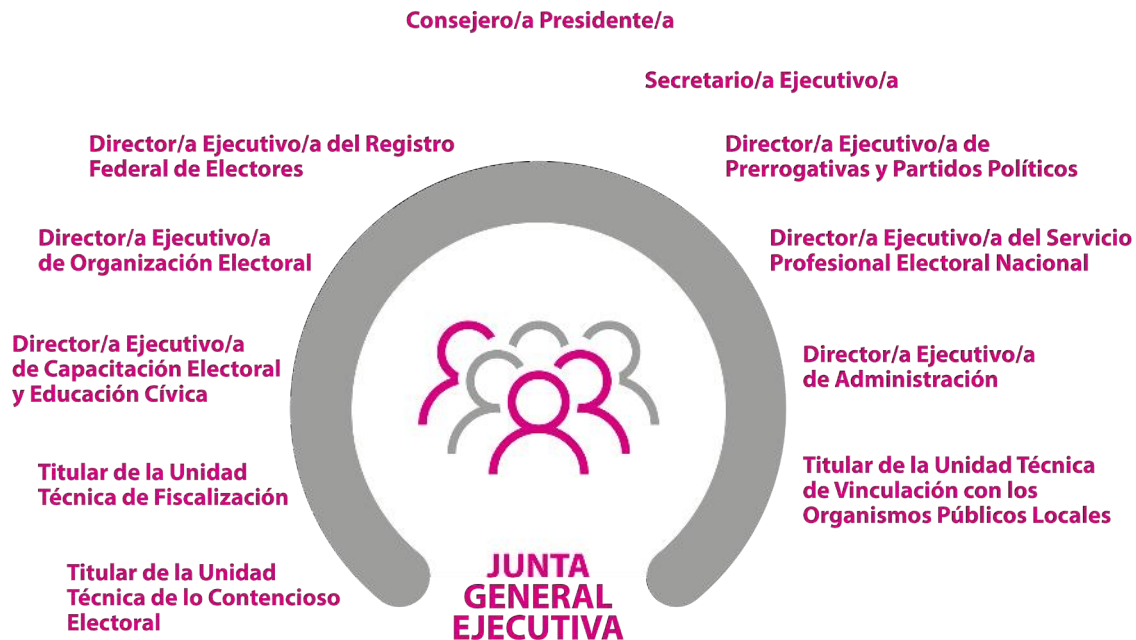 Consejero/a Presidente/a
Secretario/a Ejecutivo/a
Director/a Ejecutivo/a del Registro
Federal de Electores
Director/a Ejecutivo/a de
Prerrogativas y Partidos Políticos
Director/a Ejecutivo/a
de Organización Electoral
Director/a Ejecutivo/a del Servicio
Profesional Electoral Nacional
Director/a Ejecutivo/a
de Capacitación Electoral
y Educación Cívica
Director/a Ejecutivo/a
de Administración
Titular de la Unidad
Técnica de Fiscalización
Titular de la Unidad Técnica
de Vinculación con los
Organismos Públicos Locales
Titular de la Unidad
Técnica de lo Contencioso
Electoral
JUNTA
GENERAL
EJECUTIVA